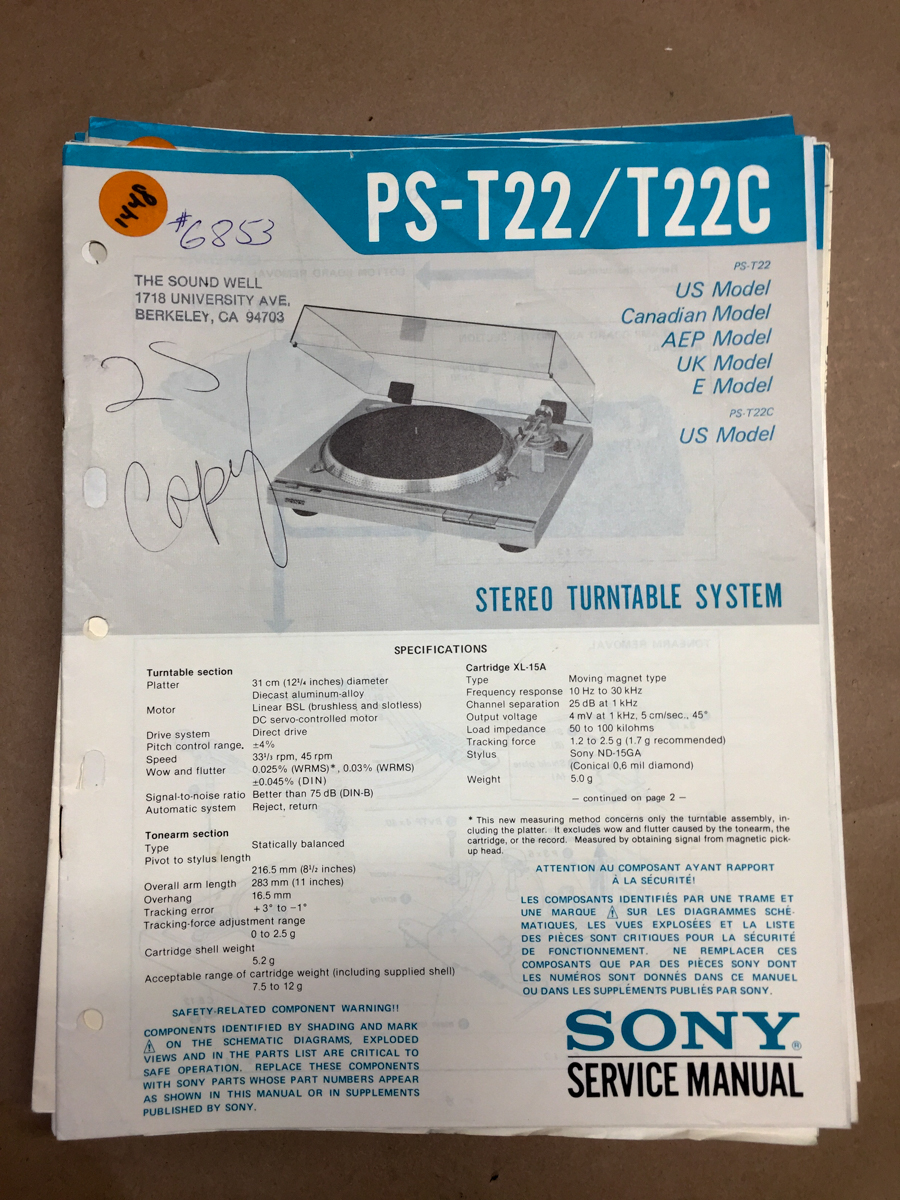 PS-T22/T22C
1448
#6853
THE SOUND WELL
1718 UNIVERSITY AVE,
BERKELEY, CA 94703
2S
Copy
PS-T22
US Model
Canadian Model
AEP Model
UK Model
E Model
PS-T22C
US Model
SONY
STEREO TURNTABLE SYSTEM
SPECIFICATIONS
Turntable section
Platter 31 cm (12¹/₄ inches) diameter
Diecast aluminum-alloy
Motor Linear BSL (brushless and slotless)
DC servo-controlled motor
Drive system Direct drive
Pitch control range. ±4%
Speed 33¹/₃ rpm, 45 rpm
Wow and flutter 0.025% (WRMS)*, 0.03% (WRMS)
±0.045% (DIN)
Signal-to-noise ratio Better than 75 dB (DIN-B)
Automatic system Reject, return
Tonearm section
Type Statically balanced
Pivot to stylus length
216.5 mm (8¹/₂ inches)
Overall arm length 283 mm (11 inches)
Overhang 16.5 mm
Tracking error +3° to −1°
Tracking-force adjustment range
0 to 2.5 g
Cartridge shell weight
5.2 g
Acceptable range of cartridge weight (including supplied shell)
7.5 to 12 g
SAFETY-RELATED COMPONENT WARNING!!
COMPONENTS IDENTIFIED BY SHADING AND MARK
⚠ ON THE SCHEMATIC DIAGRAMS, EXPLODED
VIEWS AND IN THE PARTS LIST ARE CRITICAL TO
SAFE OPERATION. REPLACE THESE COMPONENTS
WITH SONY PARTS WHOSE PART NUMBERS APPEAR
AS SHOWN IN THIS MANUAL OR IN SUPPLEMENTS
PUBLISHED BY SONY.
Cartridge XL-15A
Type Moving magnet type
Frequency response 10 Hz to 30 kHz
Channel separation 25 dB at 1 kHz
Output voltage 4 mV at 1 kHz, 5 cm/sec., 45°
Load impedance 50 to 100 kilohms
Tracking force 1.2 to 2.5 g (1.7 g recommended)
Stylus Sony ND-15GA
(Conical 0,6 mil diamond)
Weight 5.0 g
— continued on page 2 —
* This new measuring method concerns only the turntable assembly, in-
cluding the platter. It excludes wow and flutter caused by the tonearm, the
cartridge, or the record. Measured by obtaining signal from magnetic pick-
up head.
ATTENTION AU COMPOSANT AYANT RAPPORT
À LA SÉCURITÉ!
LES COMPOSANTS IDENTIFIÉS PAR UNE TRAME ET
UNE MARQUE ⚠ SUR LES DIAGRAMMES SCHÉ-
MATIQUES, LES VUES EXPLOSÉES ET LA LISTE
DES PIÈCES SONT CRITIQUES POUR LA SÉCURITÉ
DE FONCTIONNEMENT. NE REMPLACER CES
COMPOSANTS QUE PAR DES PIÈCES SONY DONT
LES NUMÉROS SONT DONNÉS DANS CE MANUEL
OU DANS LES SUPPLÉMENTS PUBLIÉS PAR SONY.
SONY®
SERVICE MANUAL